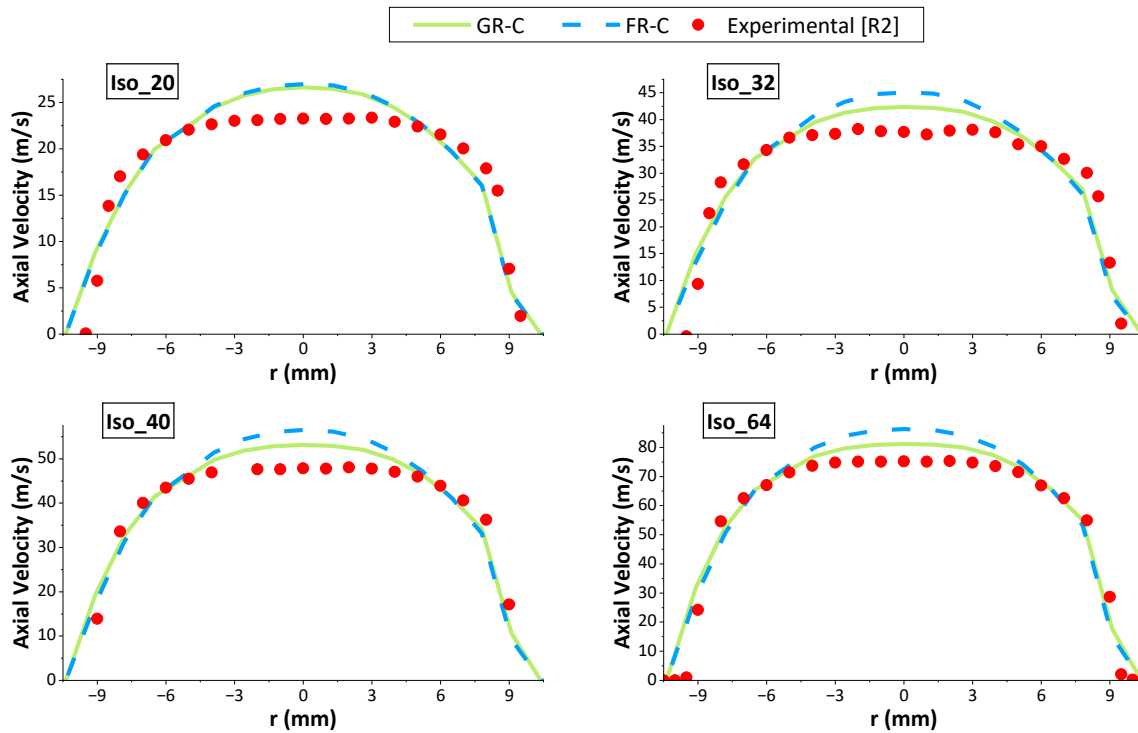 GR-C FR-C Experimental [R2]
Iso_20
Axial Velocity (m/s)
25
20
15
10
5
0
−9 −6 −3 0 3 6 9
r (mm)
Iso_32
Axial Velocity (m/s)
45
40
35
30
25
20
15
10
5
0
−9 −6 −3 0 3 6 9
r (mm)
Iso_40
Axial Velocity (m/s)
50
40
30
20
10
0
−9 −6 −3 0 3 6 9
r (mm)
Iso_64
Axial Velocity (m/s)
80
70
60
50
40
30
20
10
0
−9 −6 −3 0 3 6 9
r (mm)